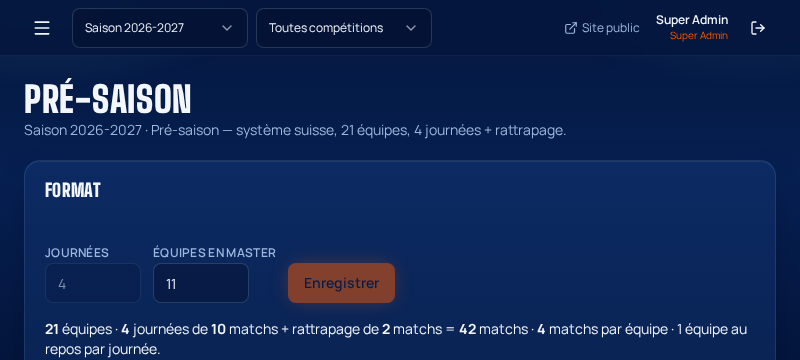 Saison 2026-2027
Toutes compétitions
Site public
Super Admin
Super Admin
PRÉ-SAISON
Saison 2026-2027 · Pré-saison — système suisse, 21 équipes, 4 journées + rattrapage.
FORMAT
JOURNÉES
ÉQUIPES EN MASTER
4
11
Enregistrer
21 équipes · 4 journées de 10 matchs + rattrapage de 2 matchs = 42 matchs · 4 matchs par équipe · 1 équipe au
repos par journée.